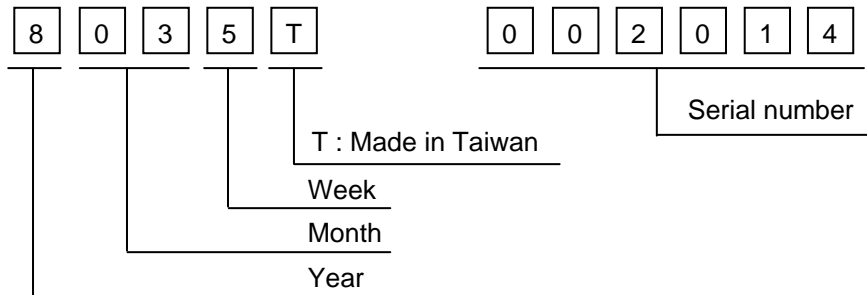 8 0 3 5 T 0 0 2 0 1 4
Serial number
T : Made in Taiwan
Week
Month
Year